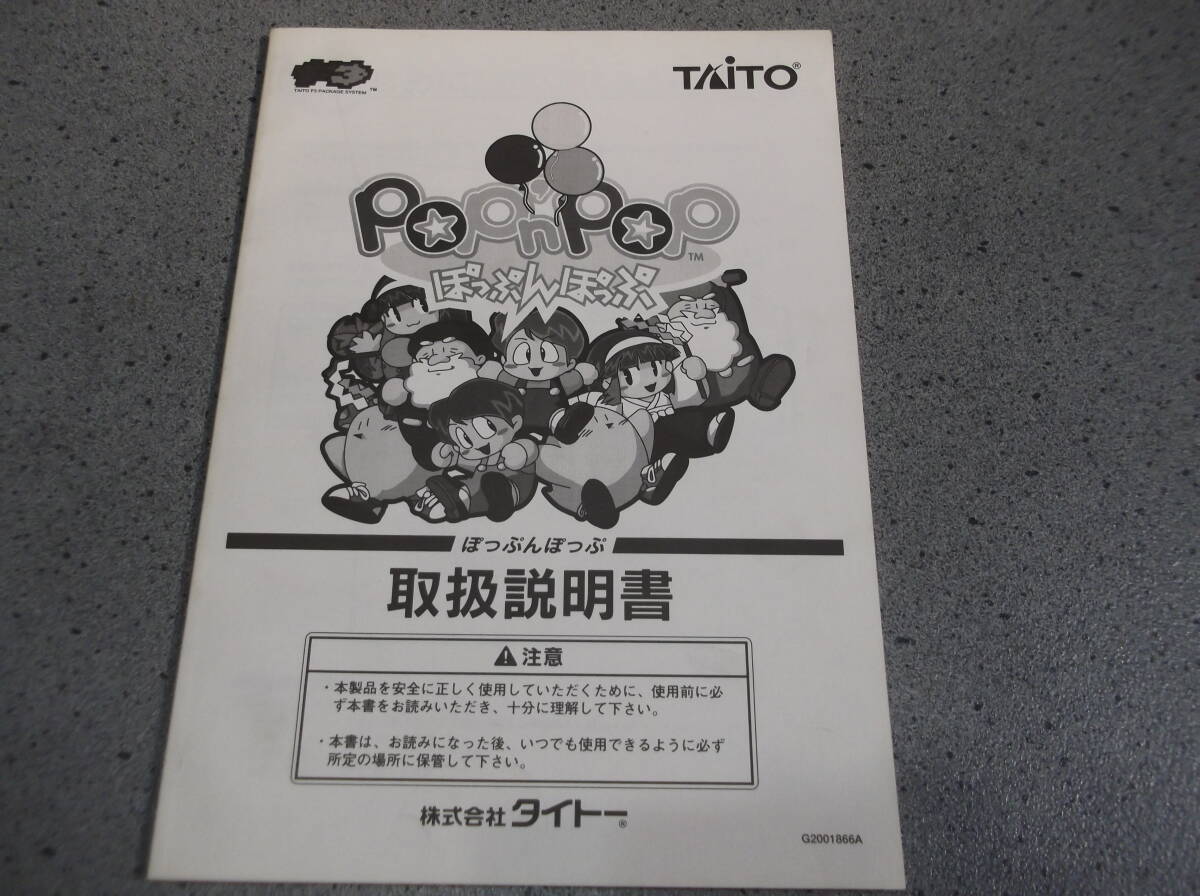 F3
TAITO F3 PACKAGE SYSTEM TM
TAITO®
POP'n POP TM
ぽっぷんぽっぷ
ぽっぷんぽっぷ
取扱説明書
注意
・本製品を安全に正しく使用していただくために、使用前に必
ず本書をお読みいただき、十分に理解して下さい。
・本書は、お読みになった後、いつでも使用できるように必ず
所定の場所に保管して下さい。
株式会社タイトー®
G2001866A